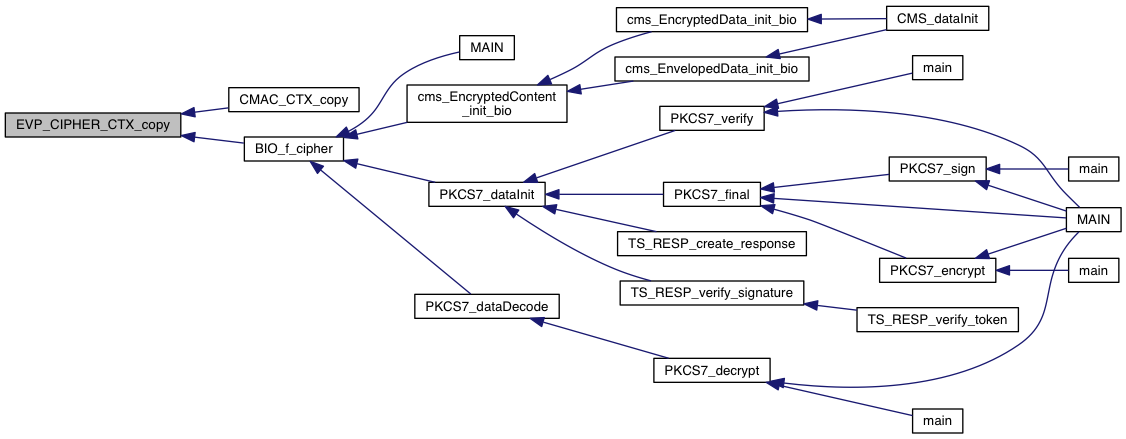 EVP_CIPHER_CTX_copy
CMAC_CTX_copy
BIO_f_cipher
MAIN
cms_EncryptedContent
_init_bio
PKCS7_dataInit
PKCS7_dataDecode
cms_EncryptedData_init_bio
cms_EnvelopedData_init_bio
PKCS7_verify
PKCS7_final
TS_RESP_create_response
TS_RESP_verify_signature
PKCS7_decrypt
CMS_dataInit
main
PKCS7_sign
PKCS7_encrypt
TS_RESP_verify_token
main
main
MAIN
main